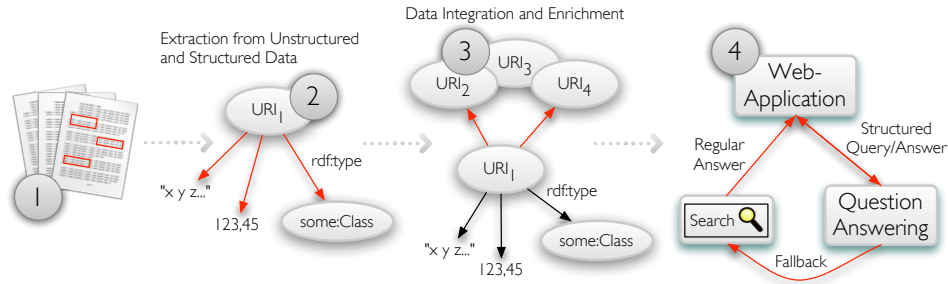 1
Extraction from Unstructured
and Structured Data
2
URI1
rdf:type
"x y z..."
123,45
some:Class
Data Integration and Enrichment
3
URI2
URI3
URI4
URI1
rdf:type
"x y z..."
123,45
some:Class
4
Web-
Application
Regular
Answer
Structured
Query/Answer
Search
Question
Answering
Fallback